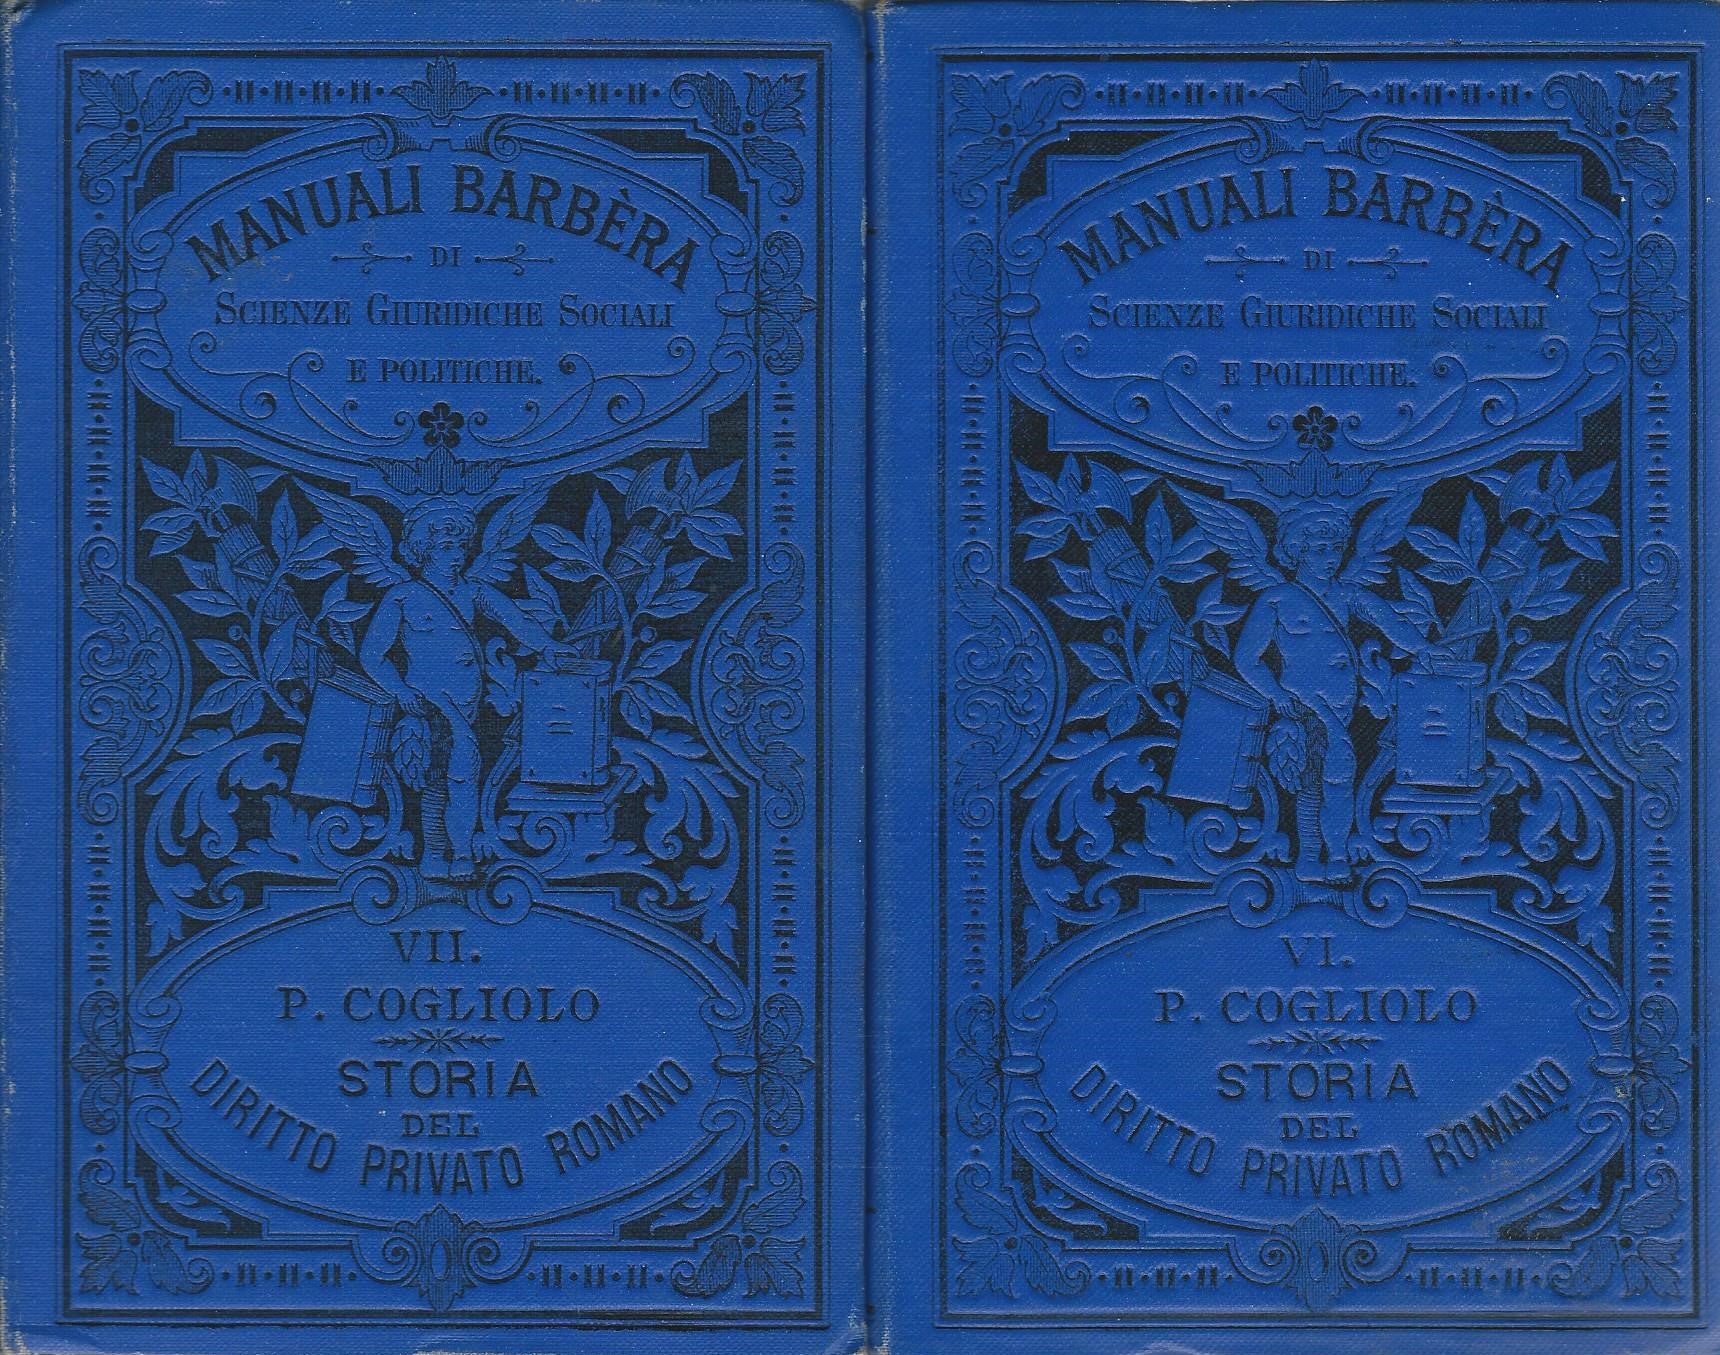 MANUALI BARBÈRA
DI
SCIENZE GIURIDICHE SOCIALI
E POLITICHE.
VII.
P. COGLIOLO
STORIA
DEL
DIRITTO PRIVATO ROMANO
MANUALI BARBÈRA
DI
SCIENZE GIURIDICHE SOCIALI
E POLITICHE.
VI.
P. COGLIOLO
STORIA
DEL
DIRITTO PRIVATO ROMANO